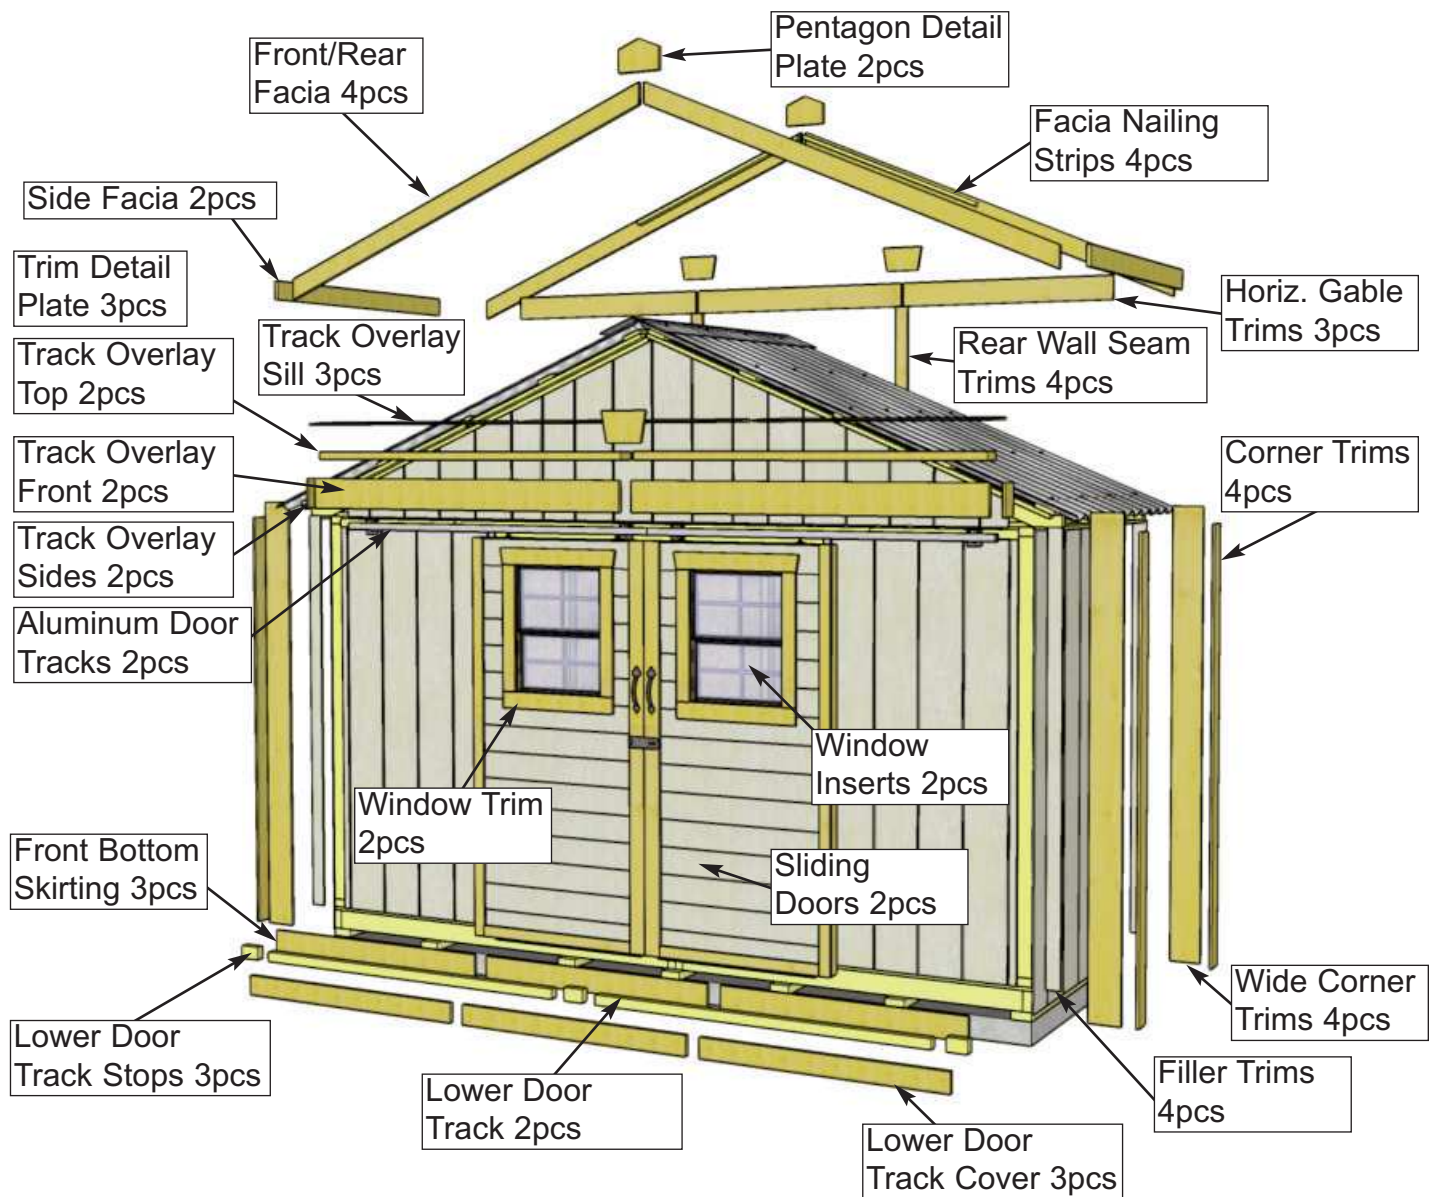 Pentagon Detail
Plate 2pcs
Front/Rear
Facia 4pcs
Facia Nailing
Strips 4pcs
Side Facia 2pcs
Trim Detail
Plate 3pcs
Horiz. Gable
Trims 3pcs
Track Overlay
Sill 3pcs
Rear Wall Seam
Trims 4pcs
Track Overlay
Top 2pcs
Track Overlay
Front 2pcs
Corner Trims
4pcs
Track Overlay
Sides 2pcs
Aluminum Door
Tracks 2pcs
Window
Inserts 2pcs
Window Trim
2pcs
Front Bottom
Skirting 3pcs
Sliding
Doors 2pcs
Wide Corner
Trims 4pcs
Lower Door
Track Stops 3pcs
Filler Trims
4pcs
Lower Door
Track 2pcs
Lower Door
Track Cover 3pcs